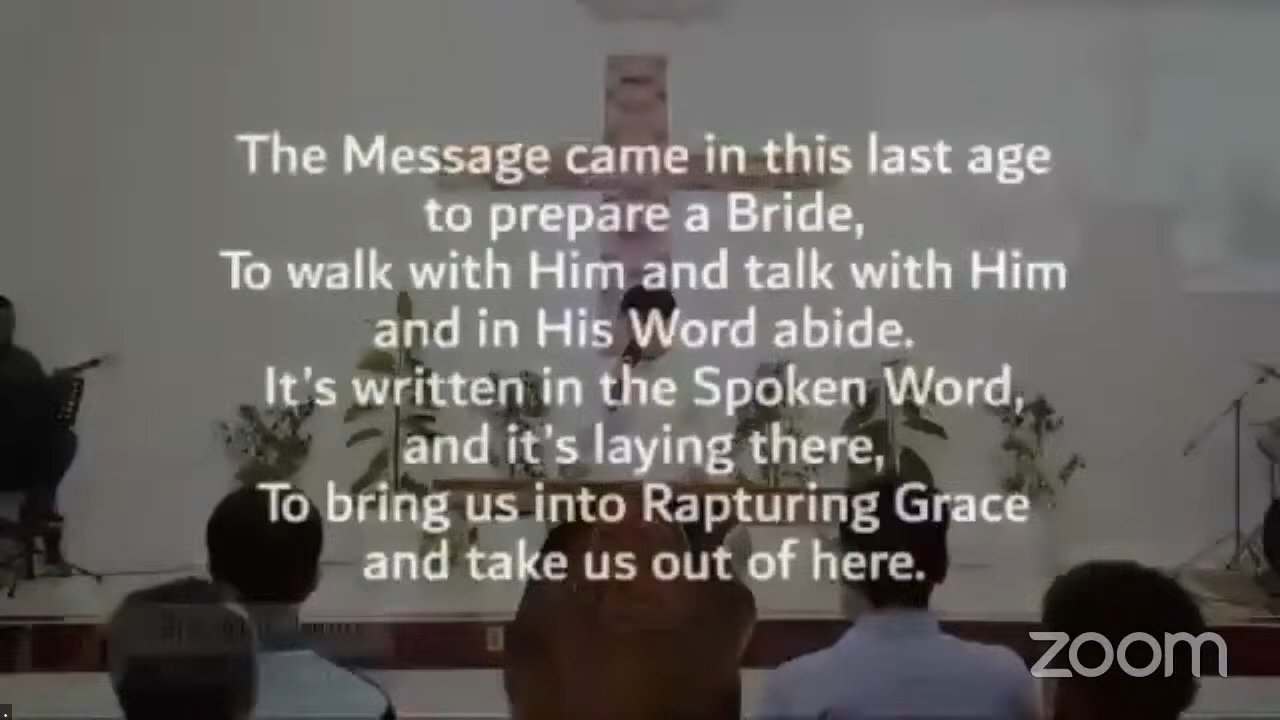 The Message came in this last age
to prepare a Bride,
To walk with Him and talk with Him
and in His Word abide.
It's written in the Spoken Word,
and it's laying there,
To bring us into Rapturing Grace
and take us out of here.
zoom